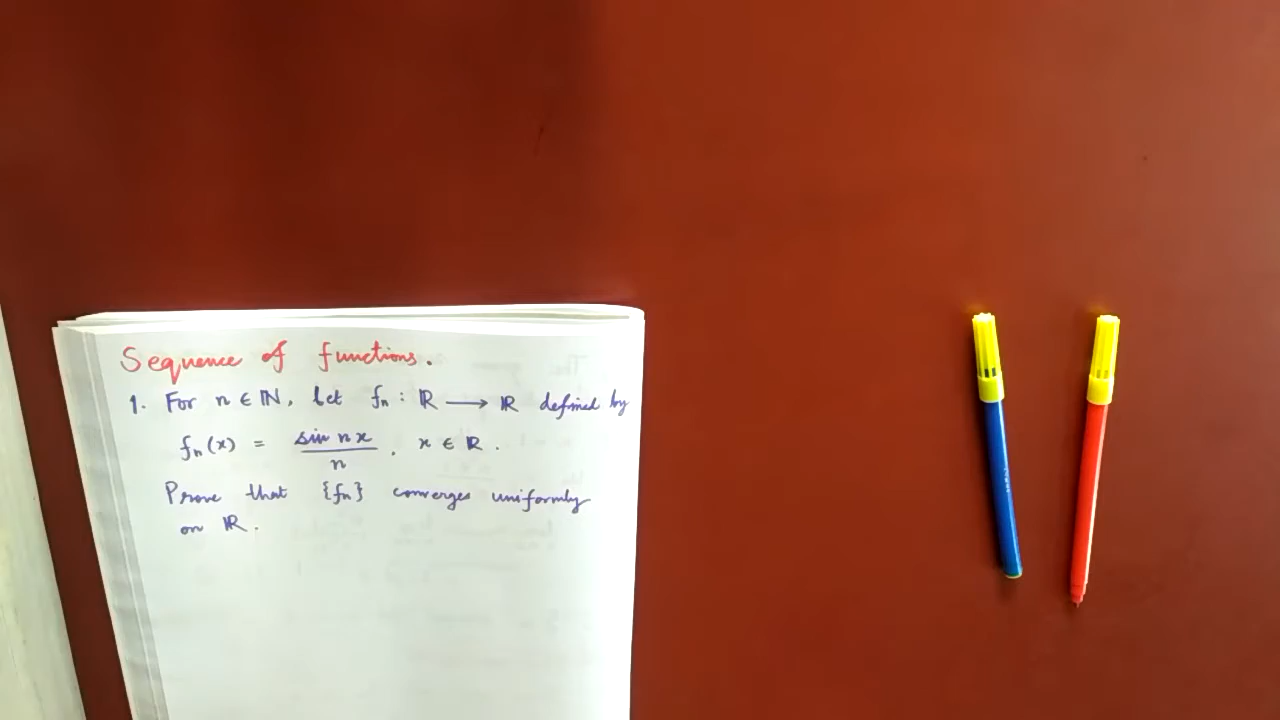 Sequence of functions.
1. For n ∈ ℕ, let fn : ℝ ⟶ ℝ defined by
fn(x) = sin nx / n , x ∈ ℝ.
Prove that {fn} converges uniformly
on ℝ.